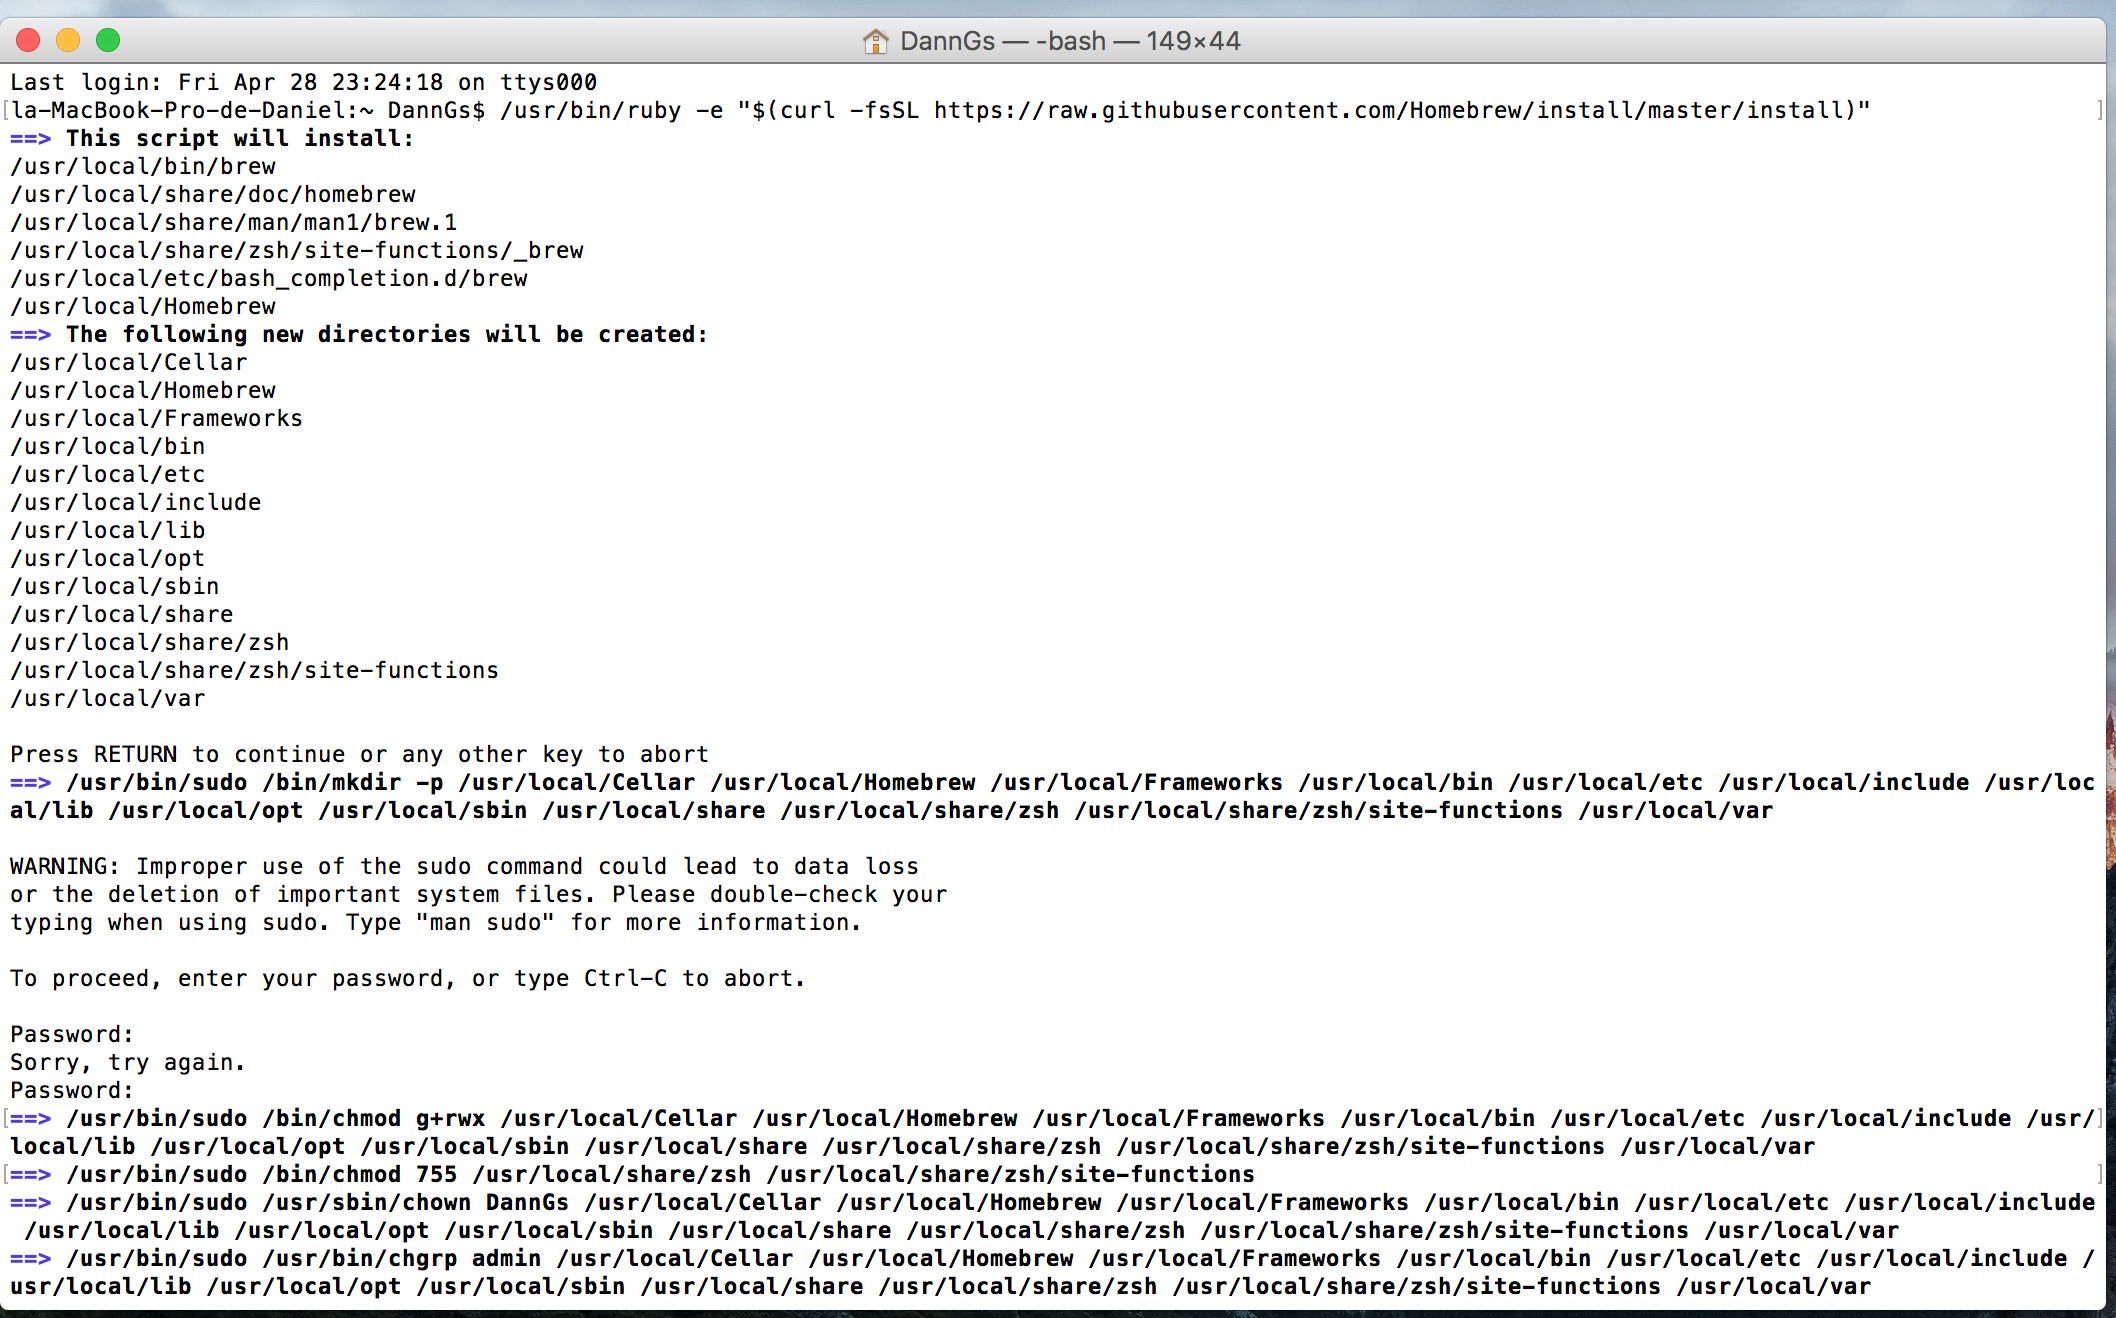 DannGs — -bash — 149×44
Last login: Fri Apr 28 23:24:18 on ttys000
[la-MacBook-Pro-de-Daniel:~ DannGs$ /usr/bin/ruby -e "$(curl -fsSL https://raw.githubusercontent.com/Homebrew/install/master/install)" ]
==> This script will install:
/usr/local/bin/brew
/usr/local/share/doc/homebrew
/usr/local/share/man/man1/brew.1
/usr/local/share/zsh/site-functions/_brew
/usr/local/etc/bash_completion.d/brew
/usr/local/Homebrew
==> The following new directories will be created:
/usr/local/Cellar
/usr/local/Homebrew
/usr/local/Frameworks
/usr/local/bin
/usr/local/etc
/usr/local/include
/usr/local/lib
/usr/local/opt
/usr/local/sbin
/usr/local/share
/usr/local/share/zsh
/usr/local/share/zsh/site-functions
/usr/local/var
Press RETURN to continue or any other key to abort
==> /usr/bin/sudo /bin/mkdir -p /usr/local/Cellar /usr/local/Homebrew /usr/local/Frameworks /usr/local/bin /usr/local/etc /usr/local/include /usr/loc
al/lib /usr/local/opt /usr/local/sbin /usr/local/share /usr/local/share/zsh /usr/local/share/zsh/site-functions /usr/local/var
WARNING: Improper use of the sudo command could lead to data loss
or the deletion of important system files. Please double-check your
typing when using sudo. Type "man sudo" for more information.
To proceed, enter your password, or type Ctrl-C to abort.
Password:
Sorry, try again.
Password:
[==> /usr/bin/sudo /bin/chmod g+rwx /usr/local/Cellar /usr/local/Homebrew /usr/local/Frameworks /usr/local/bin /usr/local/etc /usr/local/include /usr/]
local/lib /usr/local/opt /usr/local/sbin /usr/local/share /usr/local/share/zsh /usr/local/share/zsh/site-functions /usr/local/var
[==> /usr/bin/sudo /bin/chmod 755 /usr/local/share/zsh /usr/local/share/zsh/site-functions ]
==> /usr/bin/sudo /usr/sbin/chown DannGs /usr/local/Cellar /usr/local/Homebrew /usr/local/Frameworks /usr/local/bin /usr/local/etc /usr/local/include
/usr/local/lib /usr/local/opt /usr/local/sbin /usr/local/share /usr/local/share/zsh /usr/local/share/zsh/site-functions /usr/local/var
==> /usr/bin/sudo /usr/bin/chgrp admin /usr/local/Cellar /usr/local/Homebrew /usr/local/Frameworks /usr/local/bin /usr/local/etc /usr/local/include /
usr/local/lib /usr/local/opt /usr/local/sbin /usr/local/share /usr/local/share/zsh /usr/local/share/zsh/site-functions /usr/local/var